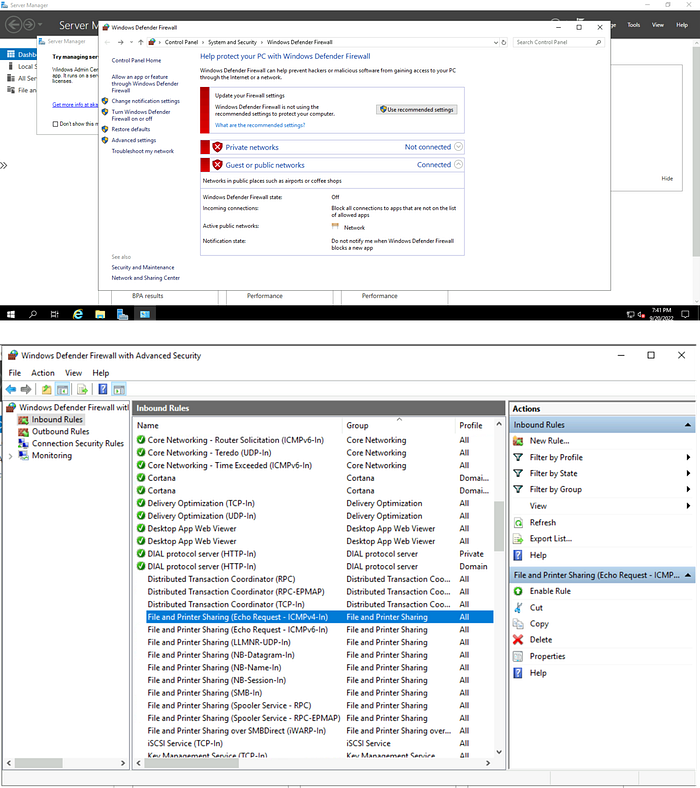 Server Manager
Tools View Help
Server Manager
Windows Defender Firewall
Control Panel > System and Security > Windows Defender Firewall
Search Control Panel
Dashb
Local S
All Ser
File an
Try managing serv
Windows Admin Cen
app. It runs on a serv
Get more info at aka
Don't show this m
Control Panel Home
Allow an app or feature
through Windows Defender
Firewall
Change notification settings
Turn Windows Defender
Firewall on or off
Restore defaults
Advanced settings
Troubleshoot my network
See also
Security and Maintenance
Network and Sharing Center
Help protect your PC with Windows Defender Firewall
Windows Defender Firewall can help prevent hackers or malicious software from gaining access to your PC
through the Internet or a network.
Update your Firewall settings
Windows Defender Firewall is not using the
recommended settings to protect your computer.
What are the recommended settings?
Use recommended settings
Private networks Not connected
Guest or public networks Connected
Networks in public places such as airports or coffee shops
Windows Defender Firewall state: Off
Incoming connections: Block all connections to apps that are not on the list
of allowed apps
Active public networks: Network
Notification state: Do not notify me when Windows Defender Firewall
blocks a new app
Hide
BPA results Performance Performance
7:41 PM
9/20/2022
Windows Defender Firewall with Advanced Security
File Action View Help
Windows Defender Firewall wit
Inbound Rules
Outbound Rules
Connection Security Rules
Monitoring
Inbound Rules
Name Group Profile
Core Networking - Router Solicitation (ICMPv6-In) Core Networking All
Core Networking - Teredo (UDP-In) Core Networking All
Core Networking - Time Exceeded (ICMPv6-In) Core Networking All
Cortana Cortana Domai...
Cortana Cortana Domai...
Delivery Optimization (TCP-In) Delivery Optimization All
Delivery Optimization (UDP-In) Delivery Optimization All
Desktop App Web Viewer Desktop App Web Viewer All
Desktop App Web Viewer Desktop App Web Viewer All
DIAL protocol server (HTTP-In) DIAL protocol server Private
DIAL protocol server (HTTP-In) DIAL protocol server Domain
Distributed Transaction Coordinator (RPC) Distributed Transaction Coo... All
Distributed Transaction Coordinator (RPC-EPMAP) Distributed Transaction Coo... All
Distributed Transaction Coordinator (TCP-In) Distributed Transaction Coo... All
File and Printer Sharing (Echo Request - ICMPv4-In) File and Printer Sharing All
File and Printer Sharing (Echo Request - ICMPv6-In) File and Printer Sharing All
File and Printer Sharing (LLMNR-UDP-In) File and Printer Sharing All
File and Printer Sharing (NB-Datagram-In) File and Printer Sharing All
File and Printer Sharing (NB-Name-In) File and Printer Sharing All
File and Printer Sharing (NB-Session-In) File and Printer Sharing All
File and Printer Sharing (SMB-In) File and Printer Sharing All
File and Printer Sharing (Spooler Service - RPC) File and Printer Sharing All
File and Printer Sharing (Spooler Service - RPC-EPMAP) File and Printer Sharing All
File and Printer Sharing over SMBDirect (iWARP-In) File and Printer Sharing over... All
iSCSI Service (TCP-In) iSCSI Service All
Key Management Service (TCP-In) Key Management Service All
Actions
Inbound Rules
New Rule...
Filter by Profile
Filter by State
Filter by Group
View
Refresh
Export List...
Help
File and Printer Sharing (Echo Request - ICMP...
Enable Rule
Cut
Copy
Delete
Properties
Help